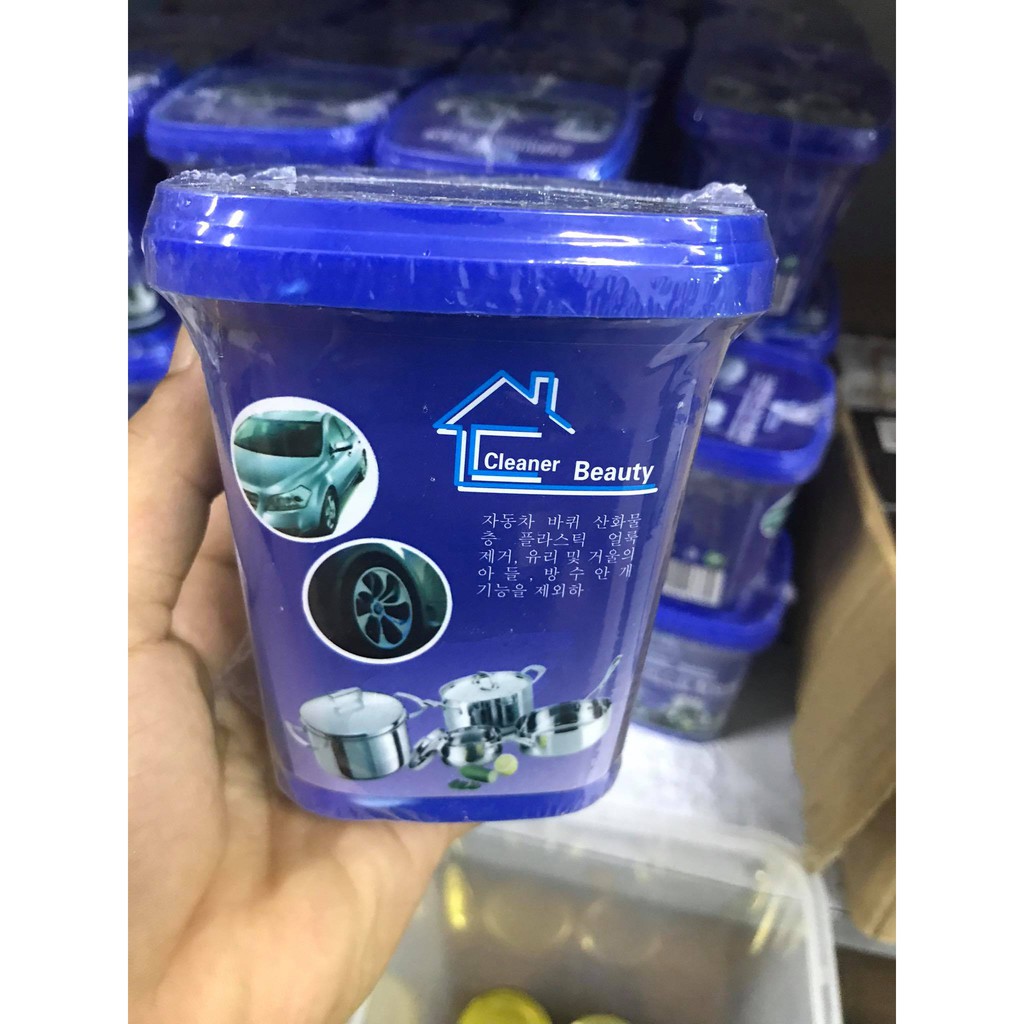 Cleaner Beauty
자동차 바퀴 산화물
층 플라스틱 얼룩
제거, 유리 및 거울의
아 들 , 방 수 안 개
기능을 제외하